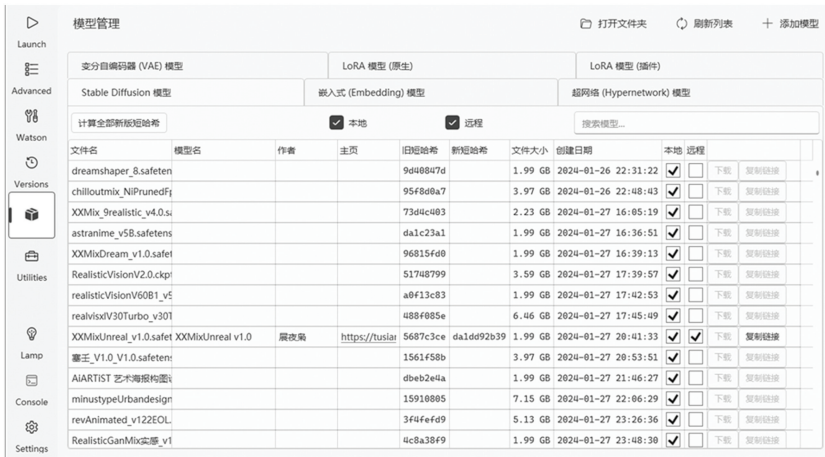 模型管理 打开文件夹 刷新列表 添加模型
Launch
Advanced
Watson
Versions
Utilities
Lamp
Console
Settings
变分自编码器 (VAE) 模型 LoRA 模型 (原生) LoRA 模型 (插件)
Stable Diffusion 模型 嵌入式 (Embedding) 模型 超网络 (Hypernetwork) 模型
计算全部新版短哈希 本地 远程 搜索模型...
文件名 模型名 作者 主页 旧短哈希 新短哈希 文件大小 创建日期 本地 远程
dreamshaper_8.safeten 9d40847d 1.99 GB 2024-01-26 22:31:22 下载 复制链接
chilloutmix_NiPrunedFp 95f8d0a7 3.97 GB 2024-01-26 22:48:43 下载 复制链接
XXMix_9realistic_v4.0.sa 73d4c403 2.23 GB 2024-01-27 16:05:19 下载 复制链接
astranime_v5B.safetens da1c23a1 1.99 GB 2024-01-27 16:36:51 下载 复制链接
XXMixDream_v1.0.safet 96815fd0 1.99 GB 2024-01-27 16:39:13 下载 复制链接
RealisticVisionV2.0.ckpt 51748799 3.59 GB 2024-01-27 17:39:57 下载 复制链接
realisticVisionV60B1_v5 a0f13c83 1.99 GB 2024-01-27 17:42:53 下载 复制链接
realvisxlV30Turbo_v30T 488f085e 6.46 GB 2024-01-27 17:45:49 下载 复制链接
XXMixUnreal_v1.0.safet XXMixUnreal v1.0 晨夜枭 https://tusiar 5687c3ce da1dd92b39 1.99 GB 2024-01-27 20:41:33 下载 复制链接
塞壬_V1.0_V1.0.safetens 1561f58b 3.97 GB 2024-01-27 20:53:51 下载 复制链接
AiARTiST 艺术海报构图 dbeb2e4a 1.99 GB 2024-01-27 21:46:27 下载 复制链接
minustypeUrbandesign 15910805 7.15 GB 2024-01-27 22:06:29 下载 复制链接
revAnimated_v122EOL. 3f4fefd9 5.13 GB 2024-01-27 23:26:36 下载 复制链接
RealisticGanMix实感_v1 4c8a38f9 1.99 GB 2024-01-27 23:48:30 下载 复制链接